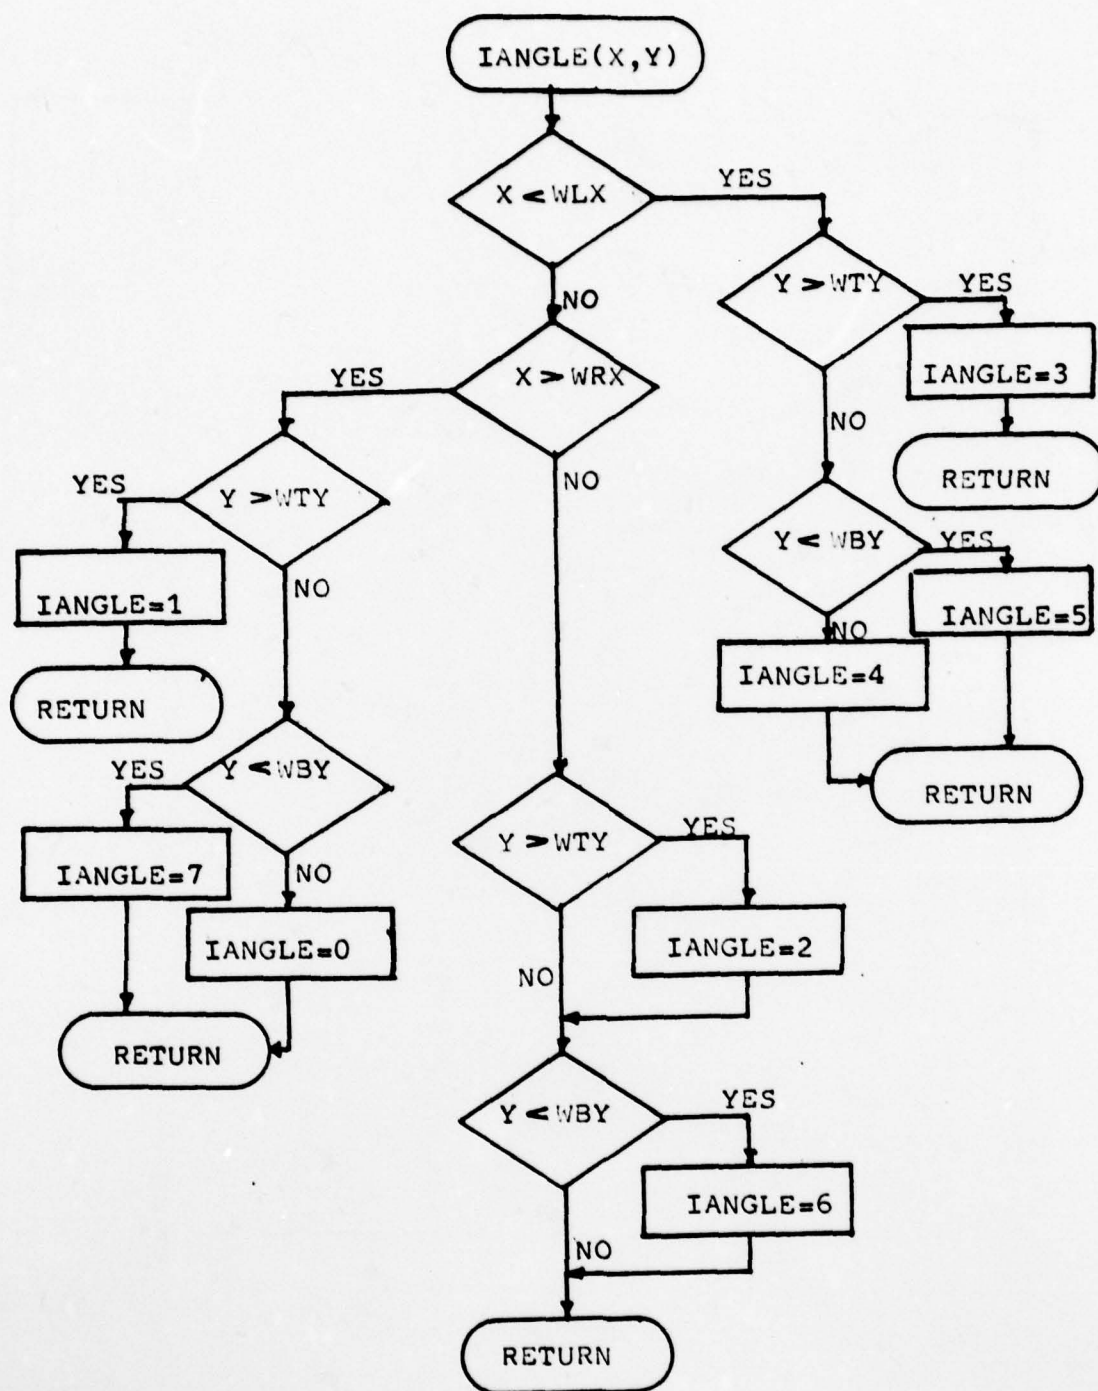 IANGLE(X,Y)
X < WLX
YES
NO
Y > WTY
YES
IANGLE=3
RETURN
NO
Y < WBY
YES
IANGLE=5
NO
IANGLE=4
RETURN
X > WRX
YES
NO
Y > WTY
YES
IANGLE=1
RETURN
NO
Y < WBY
YES
IANGLE=7
NO
IANGLE=0
RETURN
Y > WTY
YES
IANGLE=2
NO
Y < WBY
YES
IANGLE=6
NO
RETURN